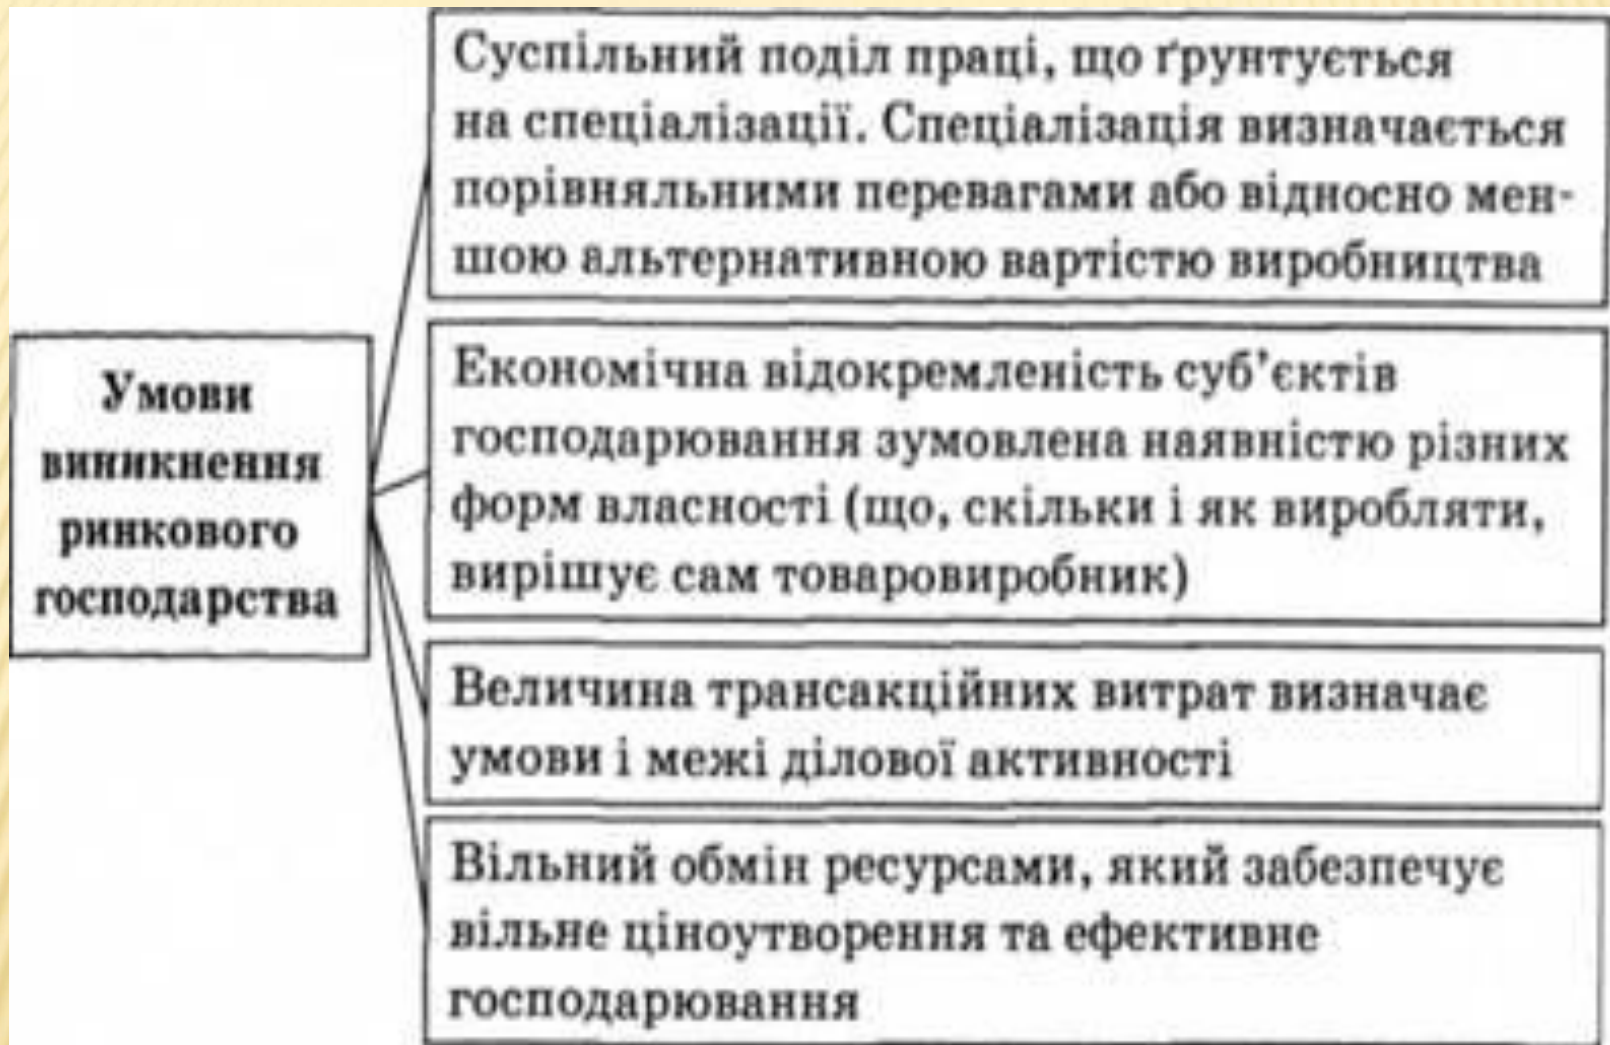 Умови
виникнення
ринкового
господарства
Суспільний поділ праці, що ґрунтується
на спеціалізації. Спеціалізація визначається
порівняльними перевагами або відносно мен-
шою альтернативною вартістю виробництва
Економічна відокремленість суб’єктів
господарювання зумовлена наявністю різних
форм власності (що, скільки і як виробляти,
вирішує сам товаровиробник)
Величина трансакційних витрат визначає
умови і межі ділової активності
Вільний обмін ресурсами, який забезпечує
вільне ціноутворення та ефективне
господарювання